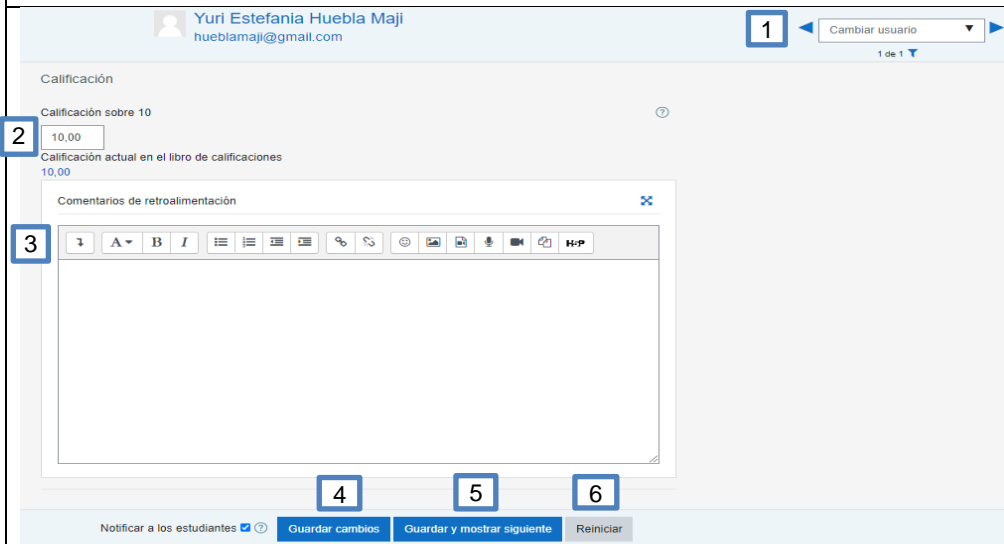 Yuri Estefania Huebla Maji
hueblamaji@gmail.com
1
Cambiar usuario
1 de 1
Calificación
Calificación sobre 10
2
10,00
Calificación actual en el libro de calificaciones
10,00
Comentarios de retroalimentación
3
A B I
H5P
4
5
6
Notificar a los estudiantes
Guardar cambios
Guardar y mostrar siguiente
Reiniciar